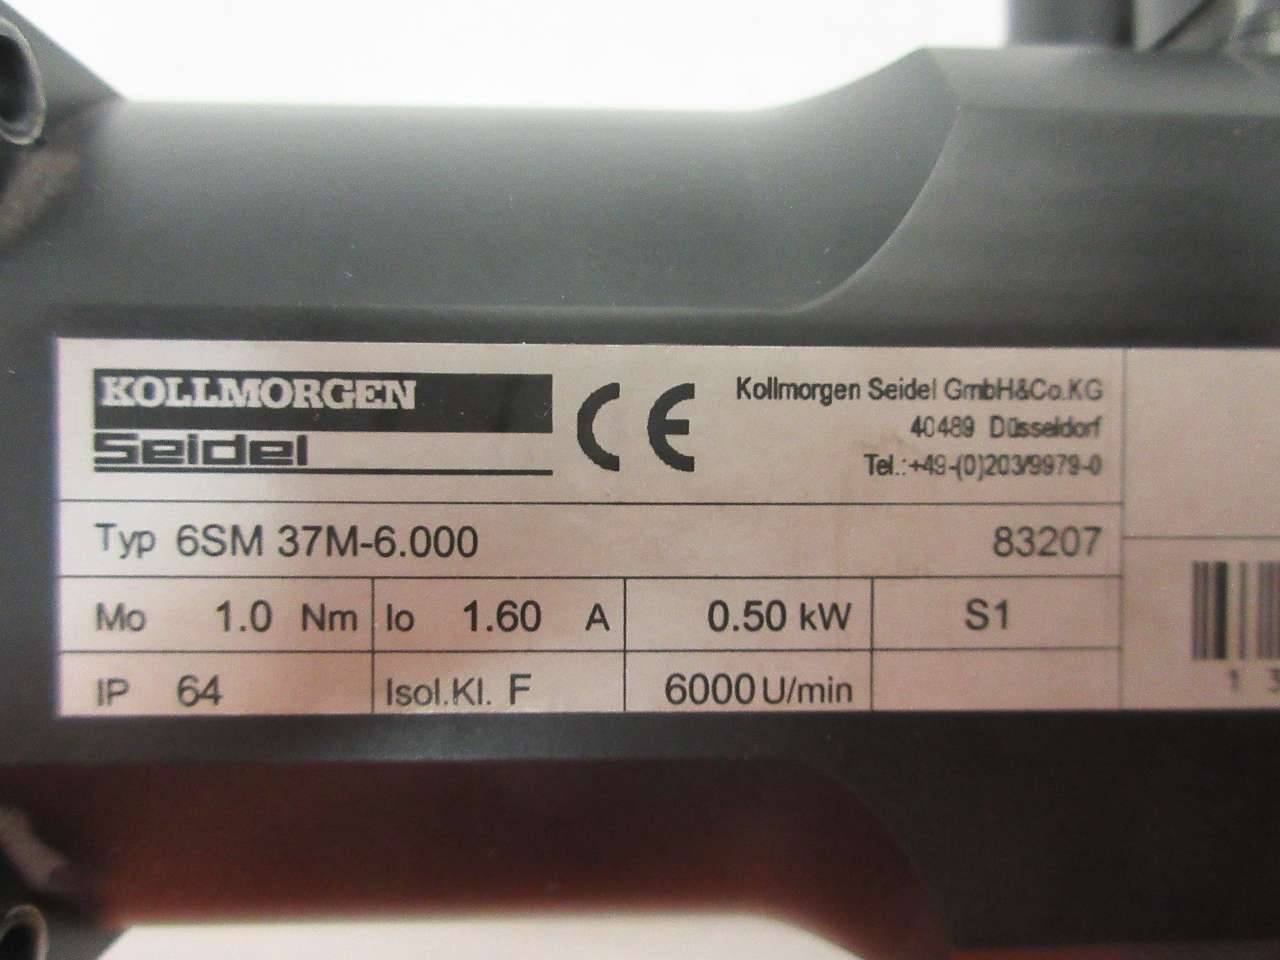 KOLLMORGEN
Seidel
CE
Kollmorgen Seidel GmbH&Co.KG
40489 Düsseldorf
Tel.:+49-(0)203/9979-0
Typ 6SM 37M-6.000 83207
Mo 1.0 Nm Io 1.60 A 0.50 kW S1
IP 64 Isol.Kl. F 6000 U/min
1 3